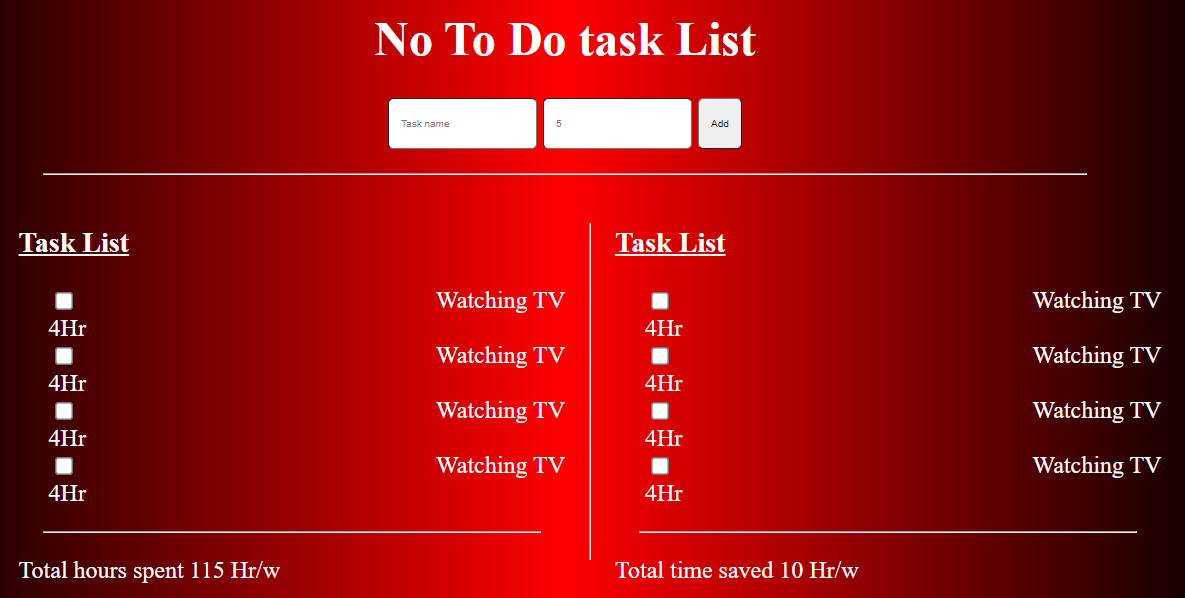 No To Do task List
Task name
5
Add
Task List
Watching TV
4Hr
Watching TV
4Hr
Watching TV
4Hr
Watching TV
4Hr
Total hours spent 115 Hr/w
Task List
Watching TV
4Hr
Watching TV
4Hr
Watching TV
4Hr
Watching TV
4Hr
Total time saved 10 Hr/w